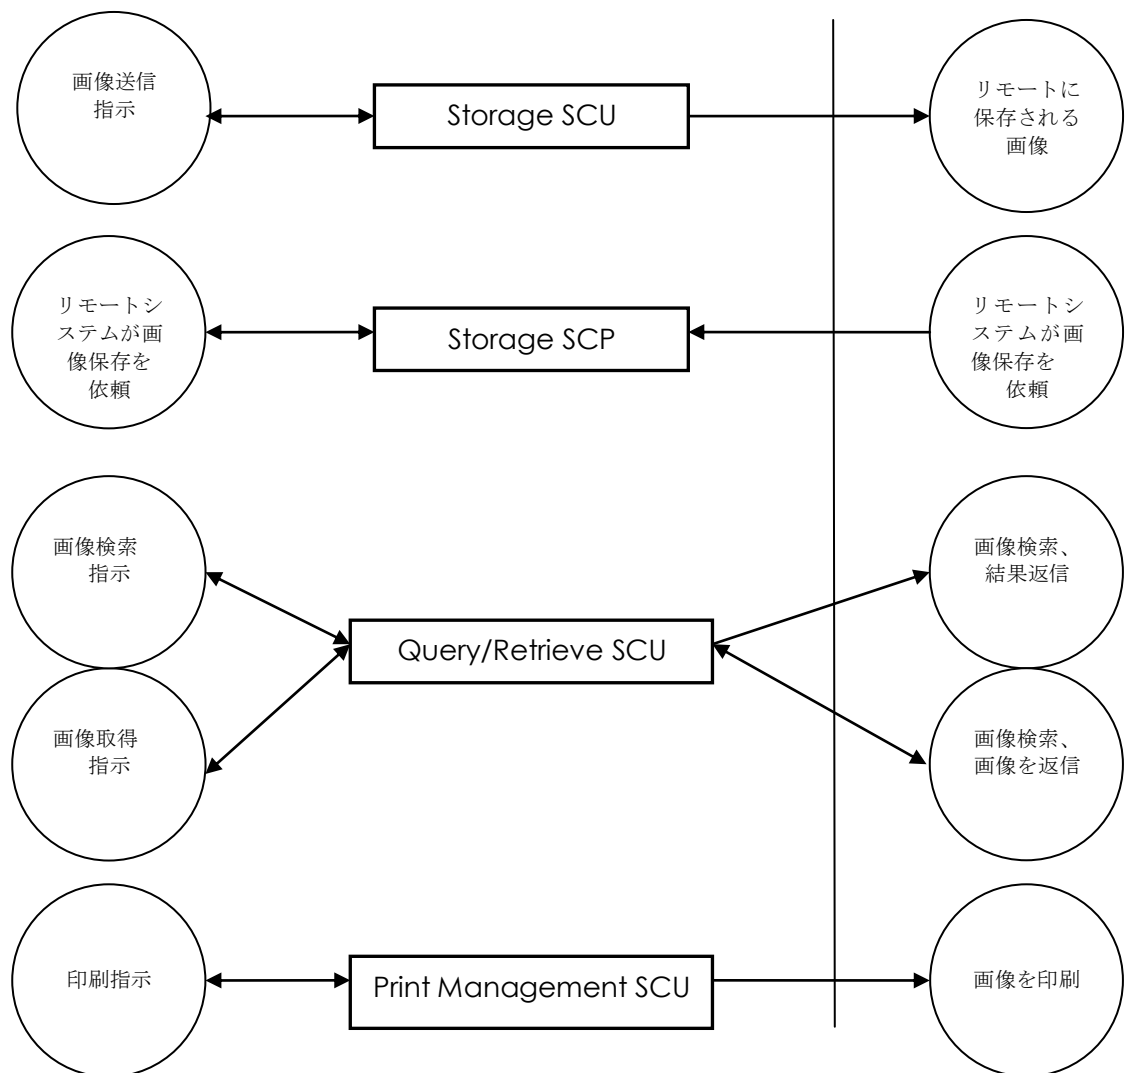 画像送信
指示
Storage SCU
リモートに
保存される
画像
リモートシ
ステムが画
像保存を
依頼
Storage SCP
リモートシ
ステムが画
像保存を
依頼
画像検索
指示
画像取得
指示
Query/Retrieve SCU
画像検索、
結果返信
画像検索、
画像を返信
印刷指示
Print Management SCU
画像を印刷